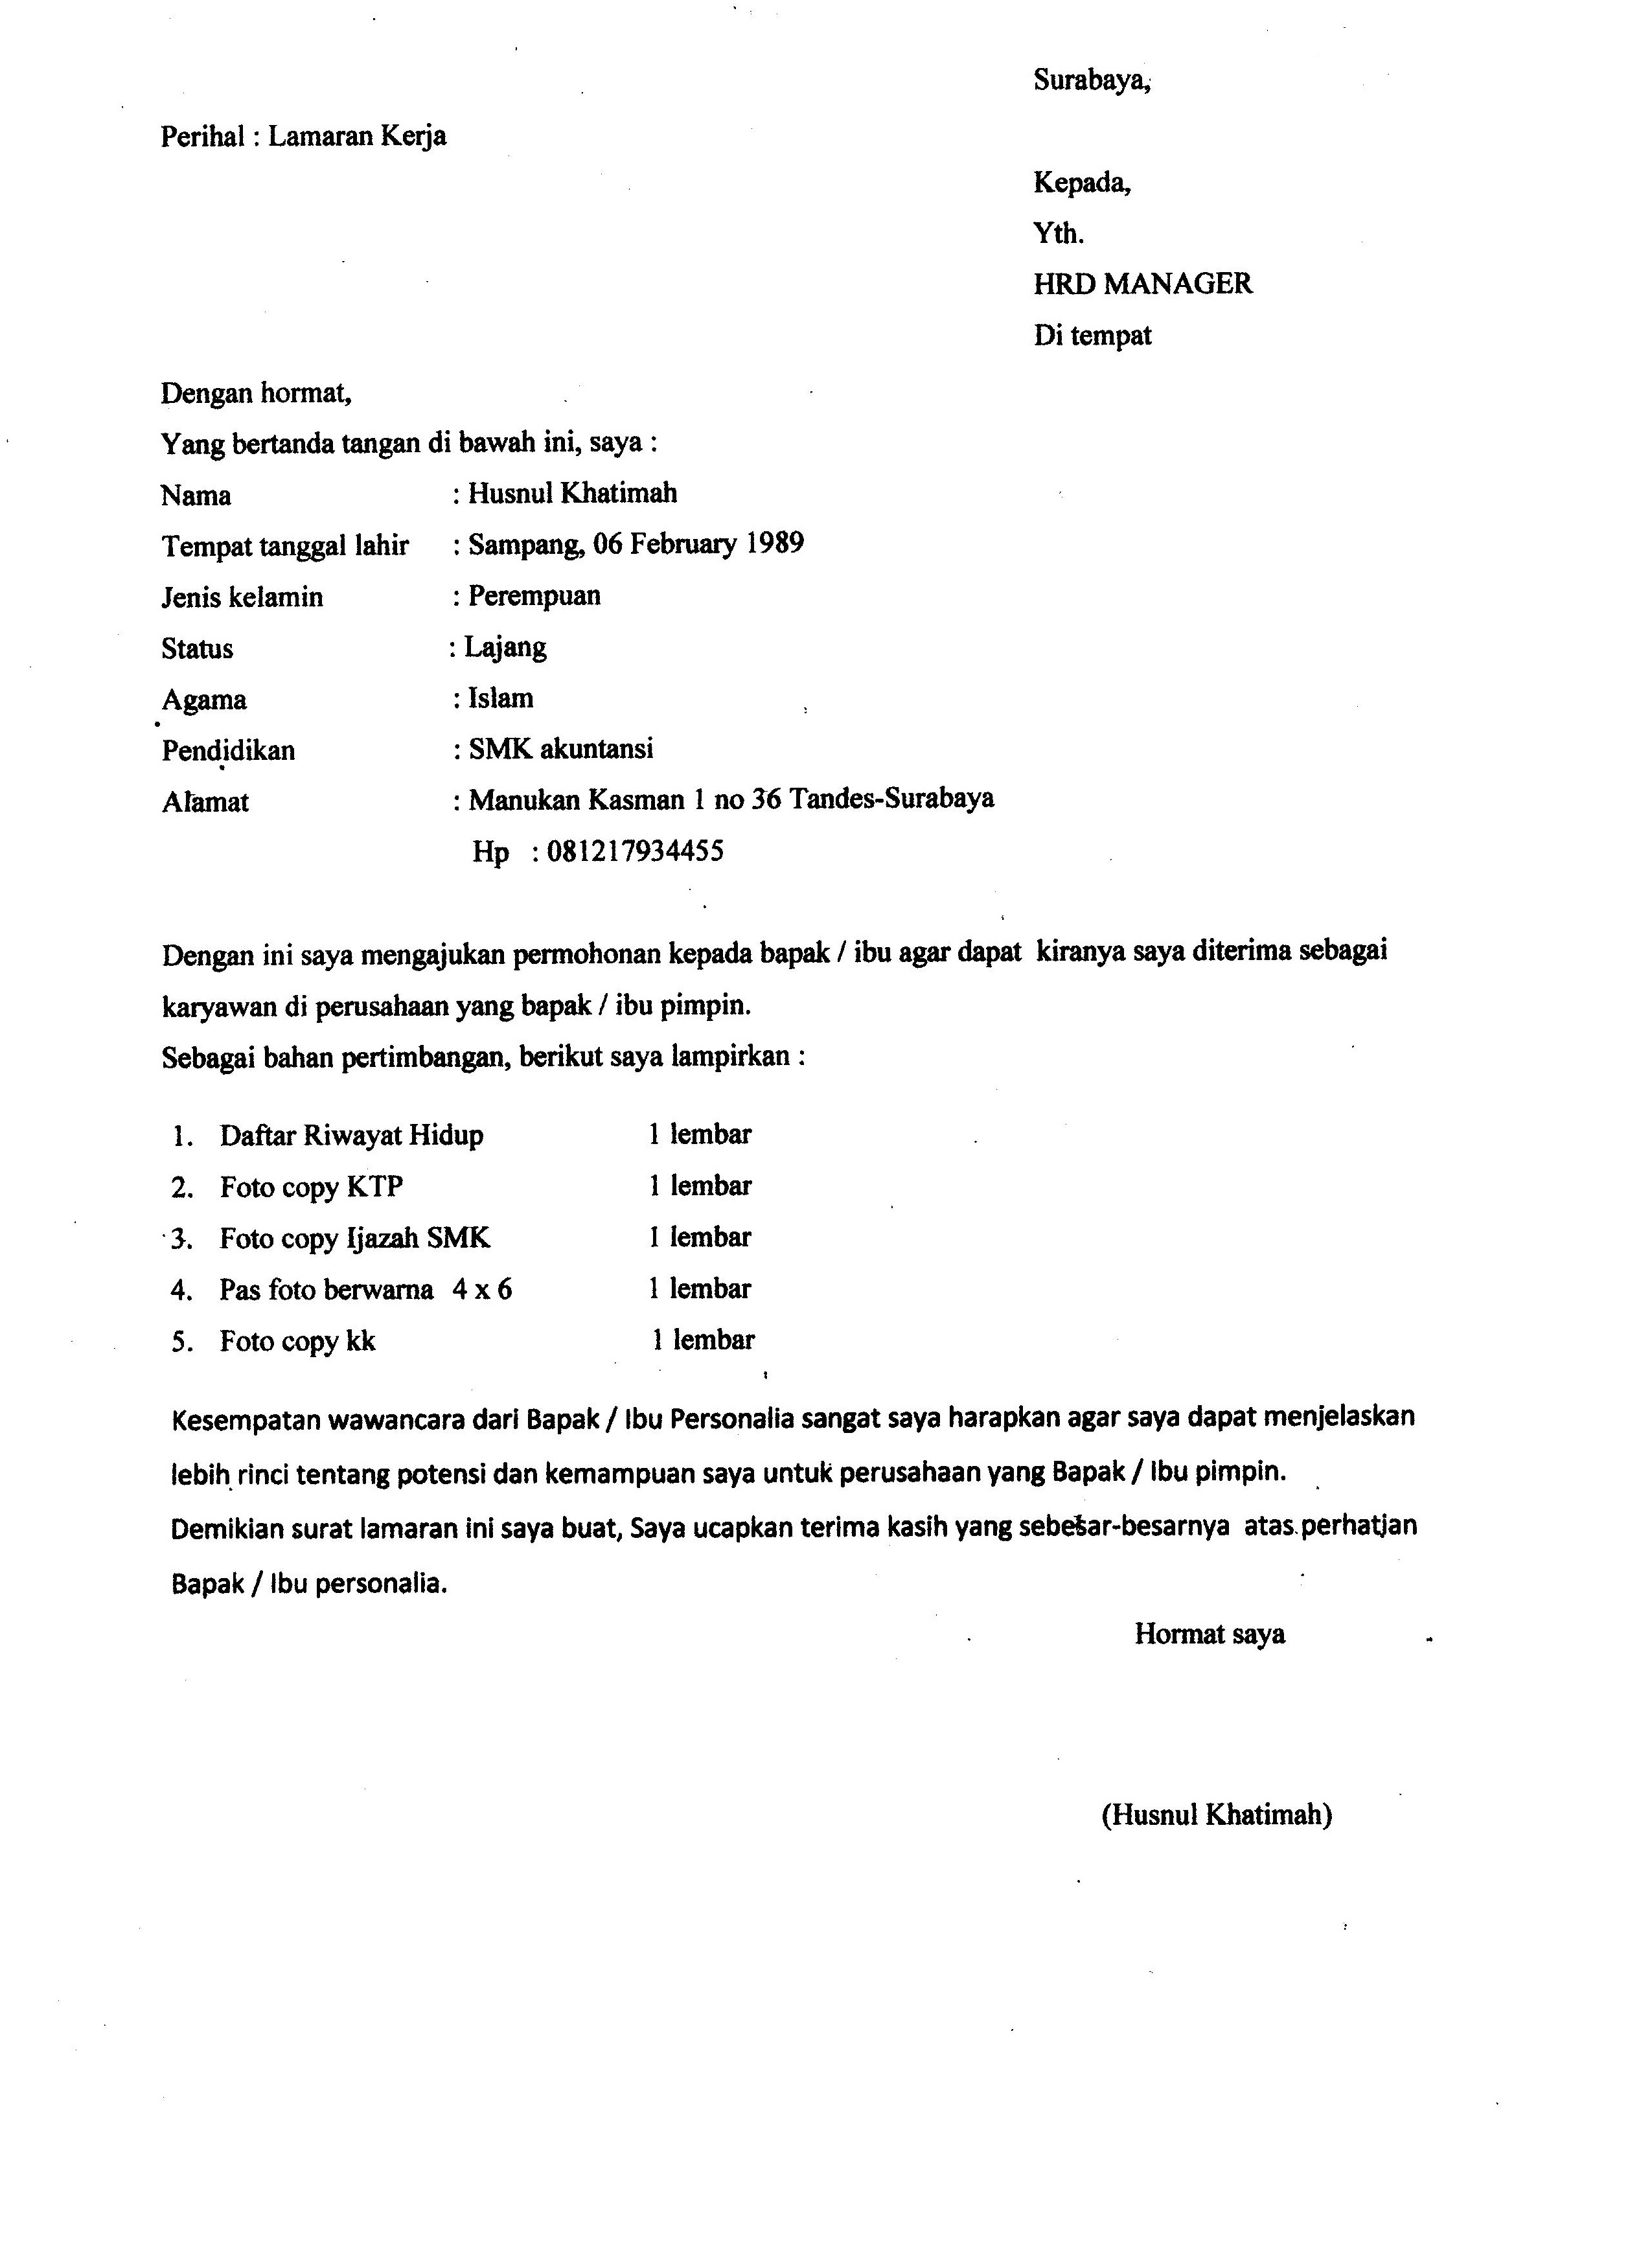 Surabaya,
Perihal : Lamaran Kerja
Kepada,
Yth.
HRD MANAGER
Di tempat
Dengan hormat,
Yang bertanda tangan di bawah ini, saya :
Nama : Husnul Khatimah
Tempat tanggal lahir : Sampang, 06 February 1989
Jenis kelamin : Perempuan
Status : Lajang
Agama : Islam
Pendidikan : SMK akuntansi
Alamat : Manukan Kasman 1 no 36 Tandes-Surabaya
Hp : 081217934455
Dengan ini saya mengajukan permohonan kepada bapak / ibu agar dapat kiranya saya diterima sebagai
karyawan di perusahaan yang bapak / ibu pimpin.
Sebagai bahan pertimbangan, berikut saya lampirkan :
1. Daftar Riwayat Hidup 1 lembar
2. Foto copy KTP 1 lembar
3. Foto copy Ijazah SMK 1 lembar
4. Pas foto berwarna 4 x 6 1 lembar
5. Foto copy kk 1 lembar
Kesempatan wawancara dari Bapak / Ibu Personalia sangat saya harapkan agar saya dapat menjelaskan
lebih rinci tentang potensi dan kemampuan saya untuk perusahaan yang Bapak / Ibu pimpin.
Demikian surat lamaran ini saya buat, Saya ucapkan terima kasih yang sebesar-besarnya atas perhatian
Bapak / Ibu personalia.
Hormat saya
(Husnul Khatimah)